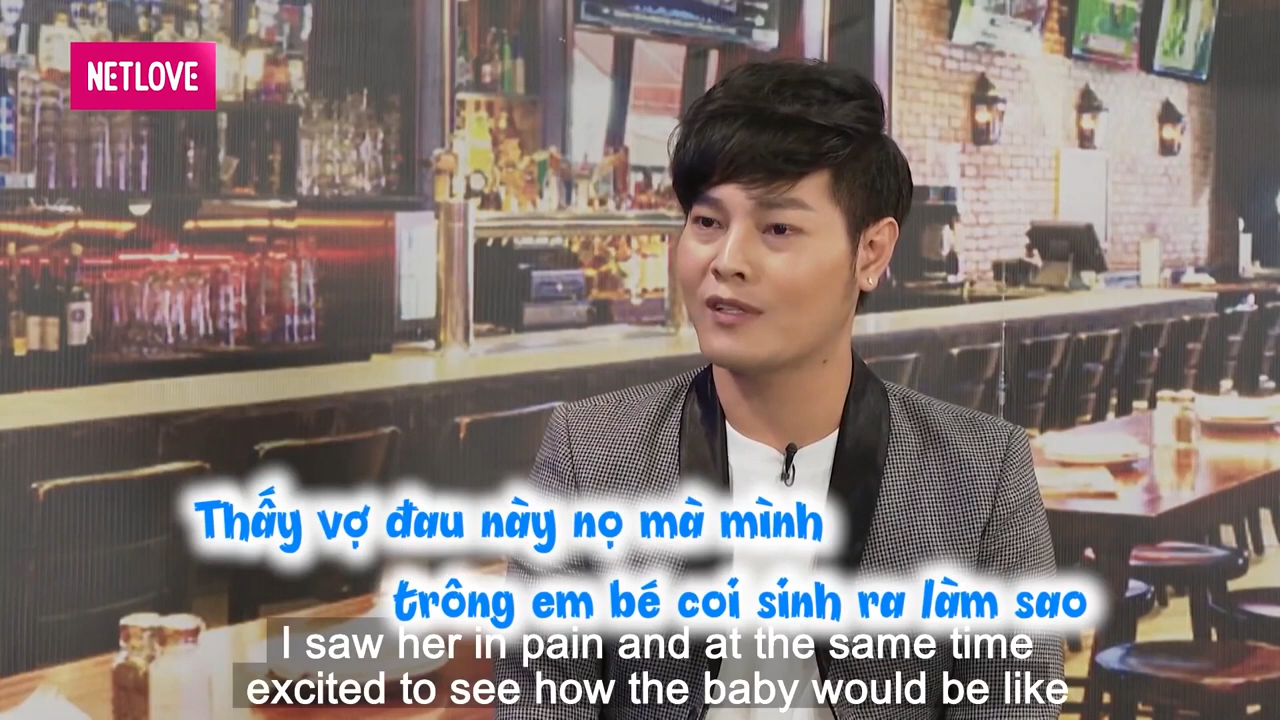 NETLOVE
Thấy vợ đau này nọ mà mình
trông em bé coi sinh ra làm sao
I saw her in pain and at the same time
excited to see how the baby would be like